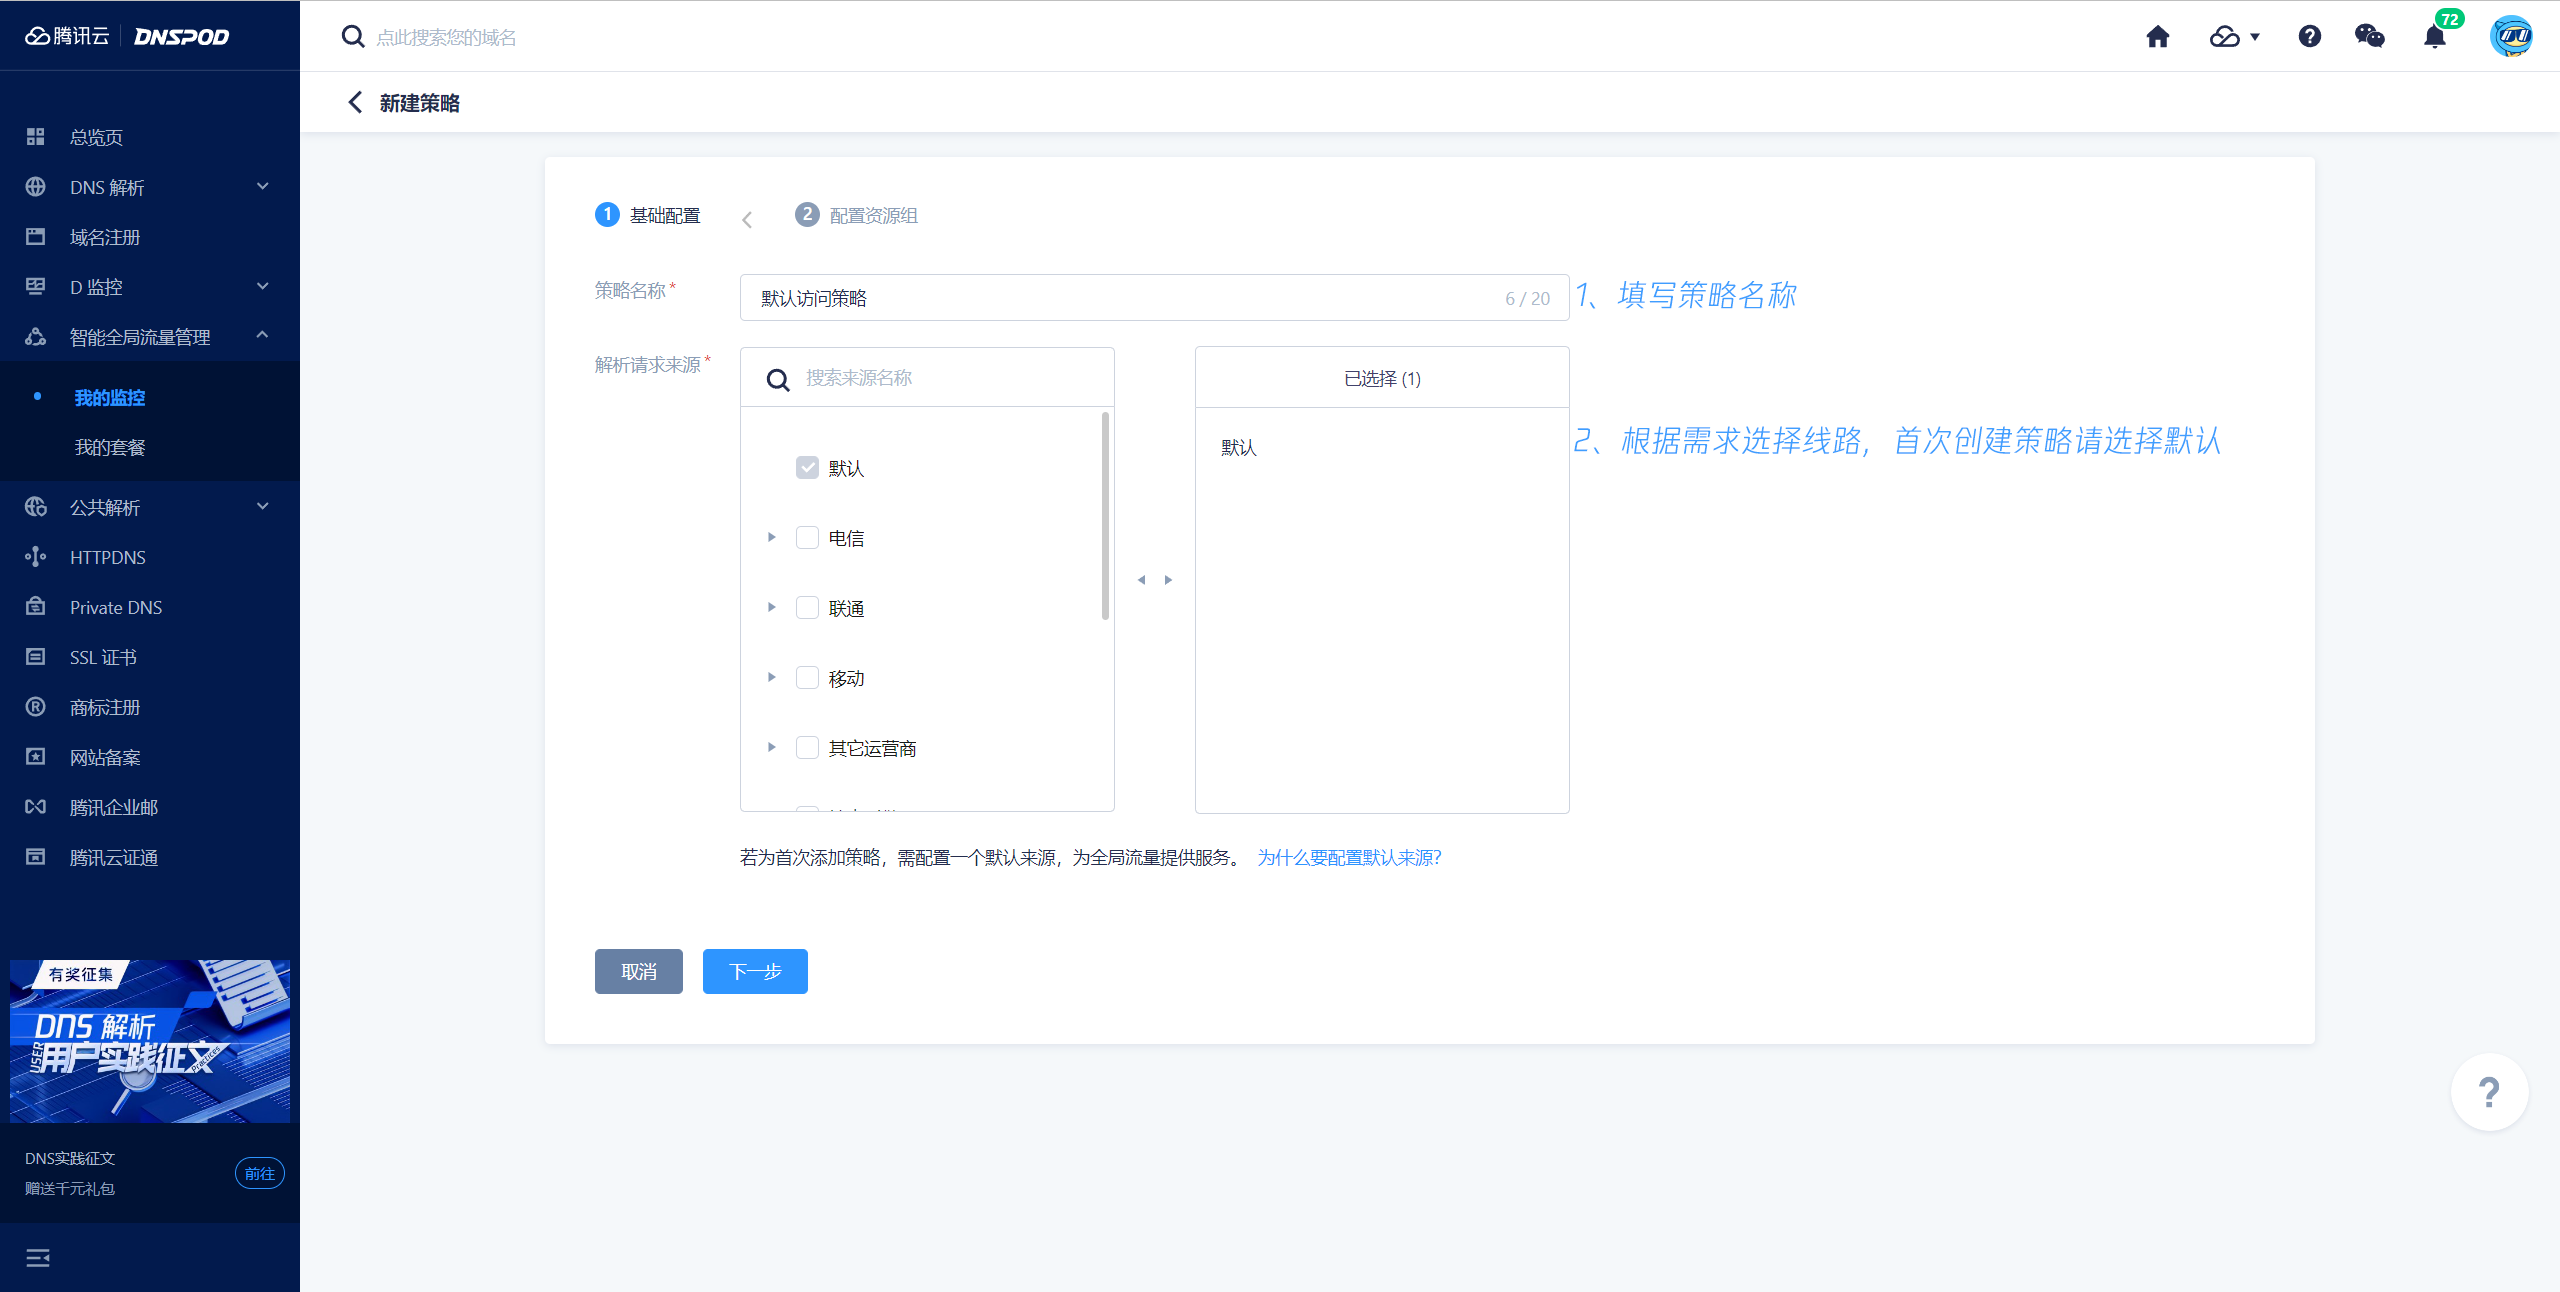 腾讯云 DNSPOD
点此搜索您的域名
72
新建策略
总览页
DNS 解析
域名注册
D 监控
智能全局流量管理
我的监控
我的套餐
公共解析
HTTPDNS
Private DNS
SSL 证书
商标注册
网站备案
腾讯企业邮
腾讯云证通
有奖征集
DNS 解析
USER
用户实践征文
Practices
DNS实践征文
赠送千元礼包
前往
1 基础配置 2 配置资源组
策略名称* 默认访问策略 6 / 20 1、填写策略名称
解析请求来源* 搜索来源名称 已选择 (1)
默认 2、根据需求选择线路，首次创建策略请选择默认
默认
电信
联通
移动
其它运营商
若为首次添加策略，需配置一个默认来源，为全局流量提供服务。 为什么要配置默认来源?
取消 下一步